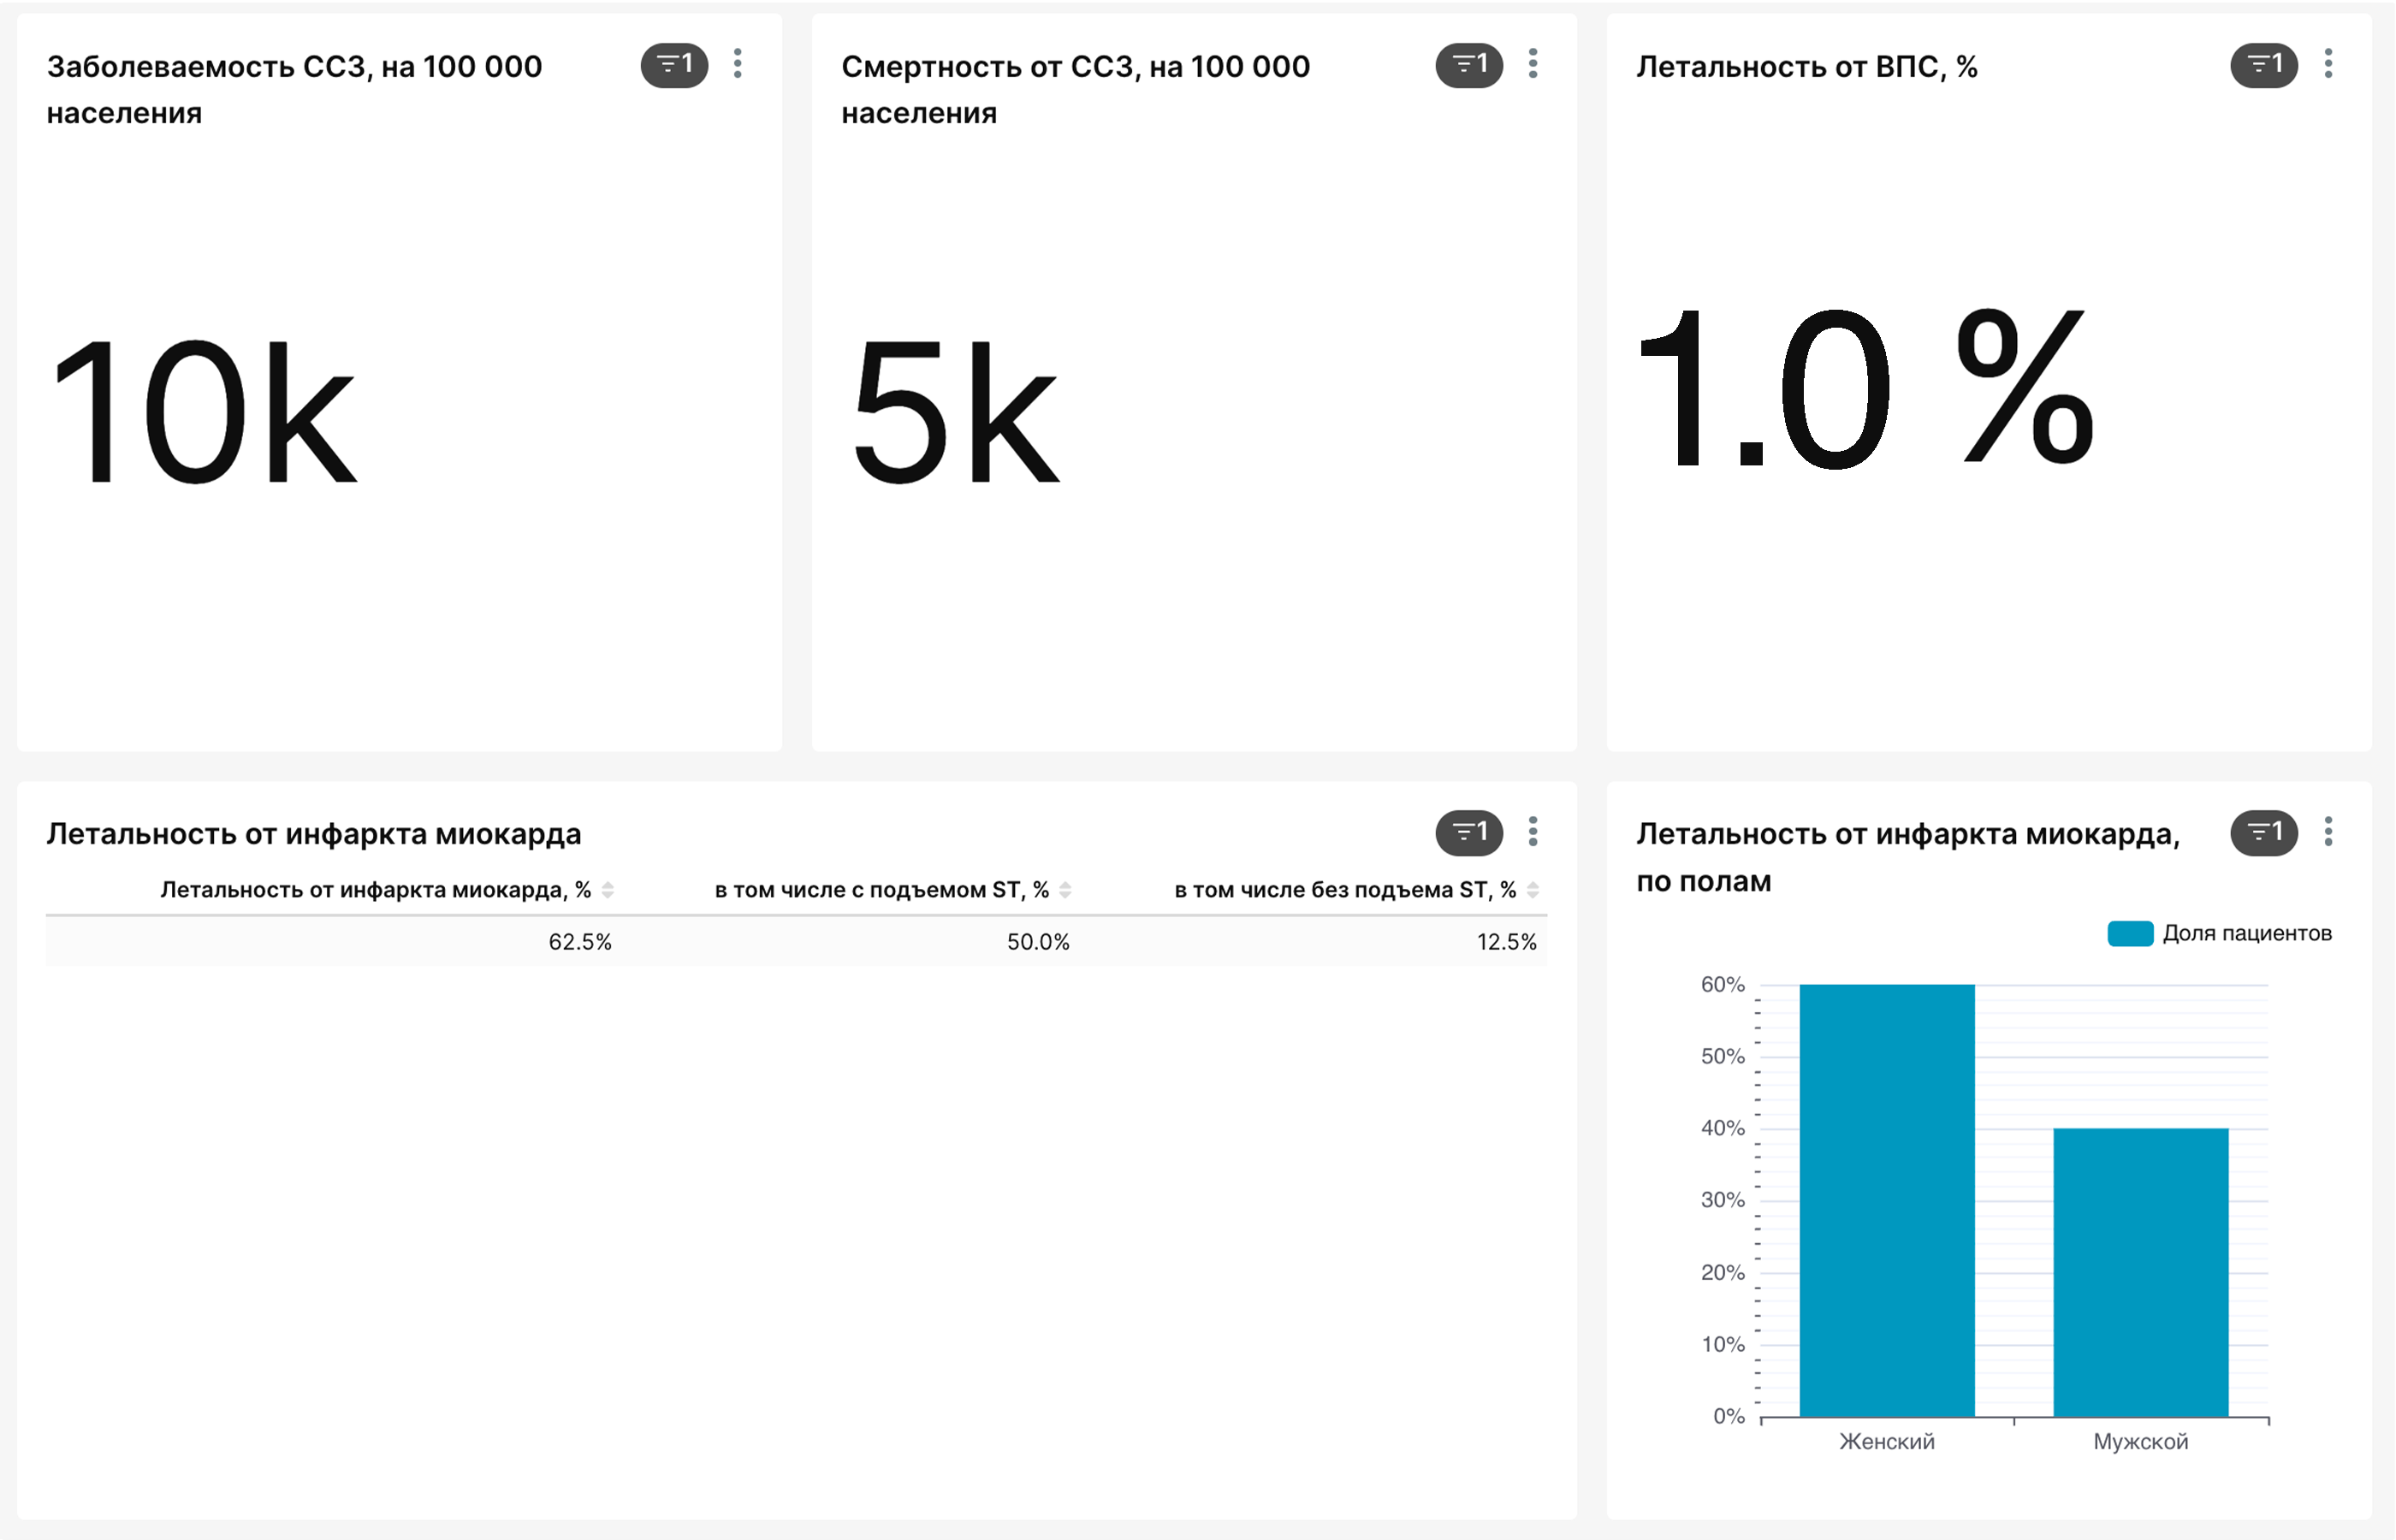 Заболеваемость ССЗ, на 100 000
населения
1
10k
Смертность от ССЗ, на 100 000
населения
1
5k
Летальность от ВПС, %
1
1.0 %
Летальность от инфаркта миокарда
1
Летальность от инфаркта миокарда, % в том числе с подъемом ST, % в том числе без подъема ST, %
62.5% 50.0% 12.5%
Летальность от инфаркта миокарда,
по полам
1
Доля пациентов
60%
50%
40%
30%
20%
10%
0%
Женский Мужской